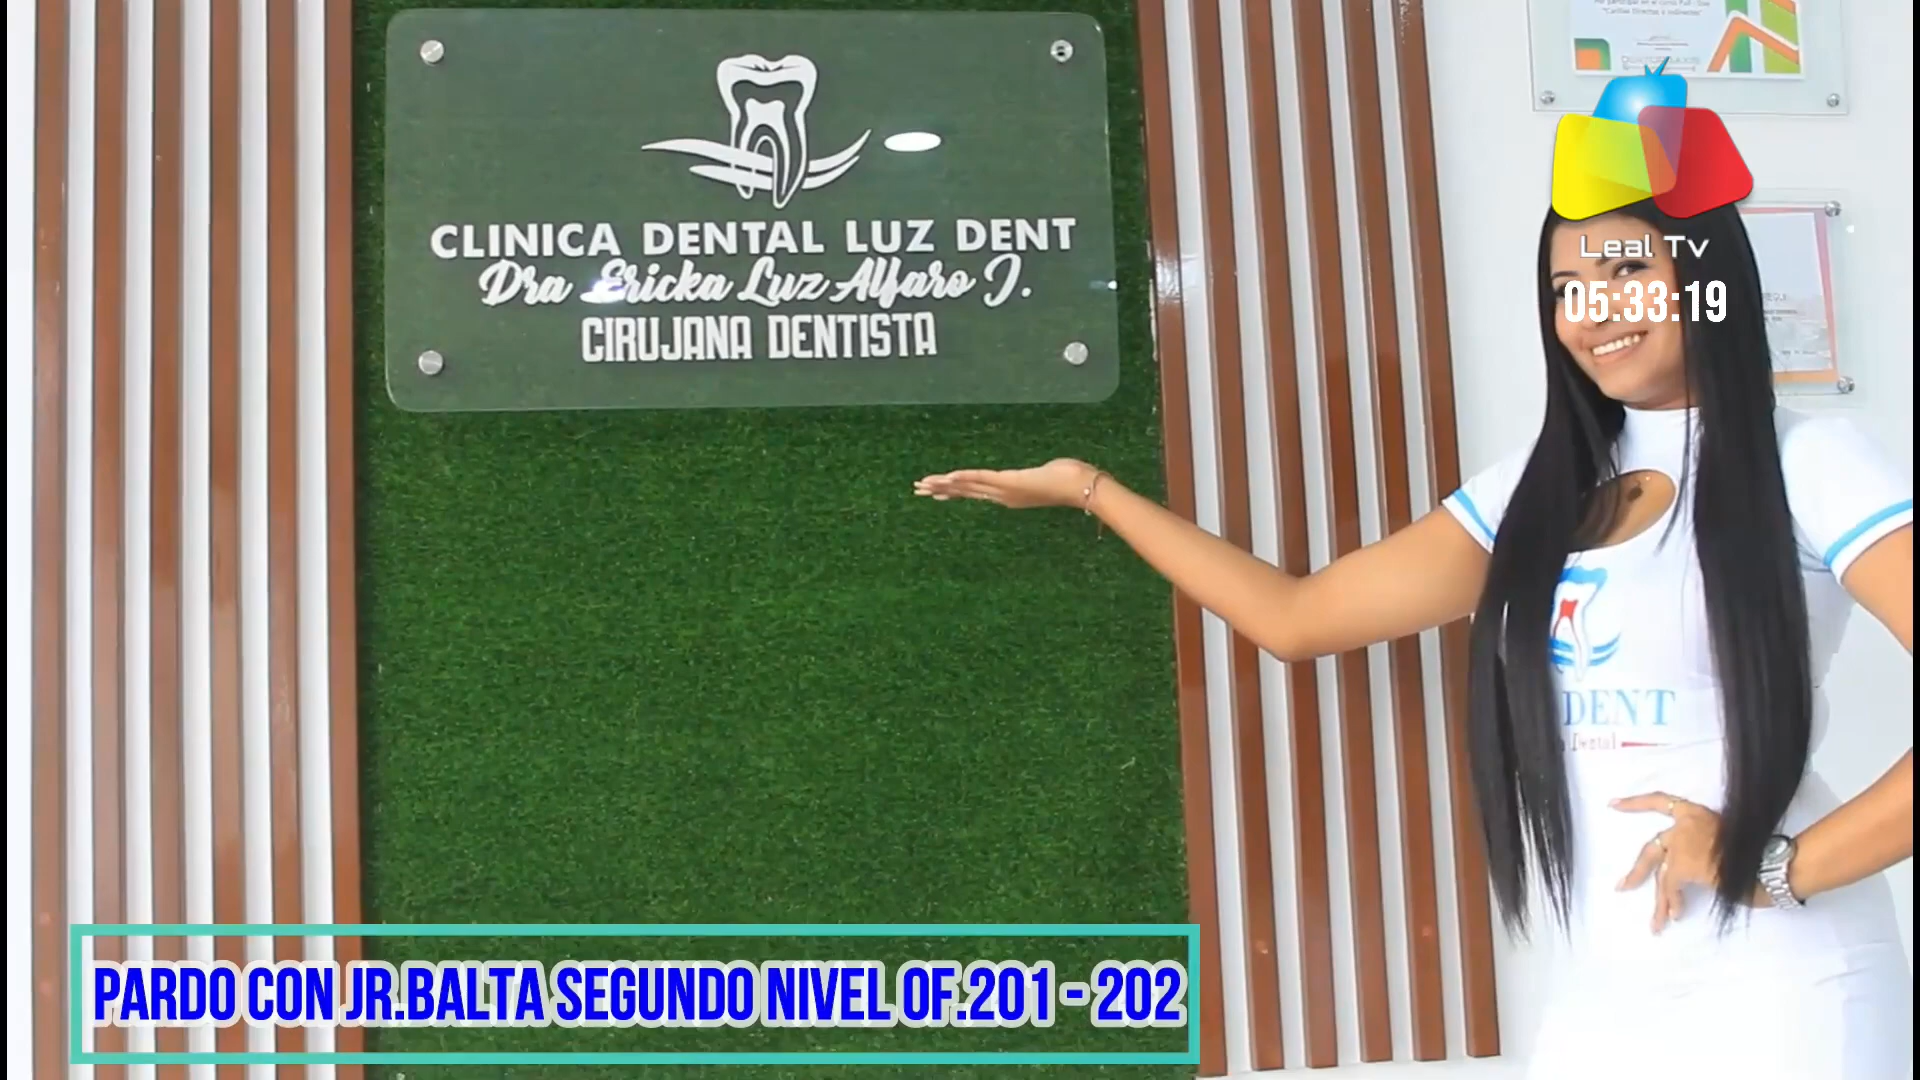 CLINICA DENTAL LUZ DENT
Dra Ericka Luz Alfaro J.
CIRUJANA DENTISTA
Leal Tv
05:33:19
DENT
Dental
PARDO CON JR.BALTA SEGUNDO NIVEL OF.201 - 202